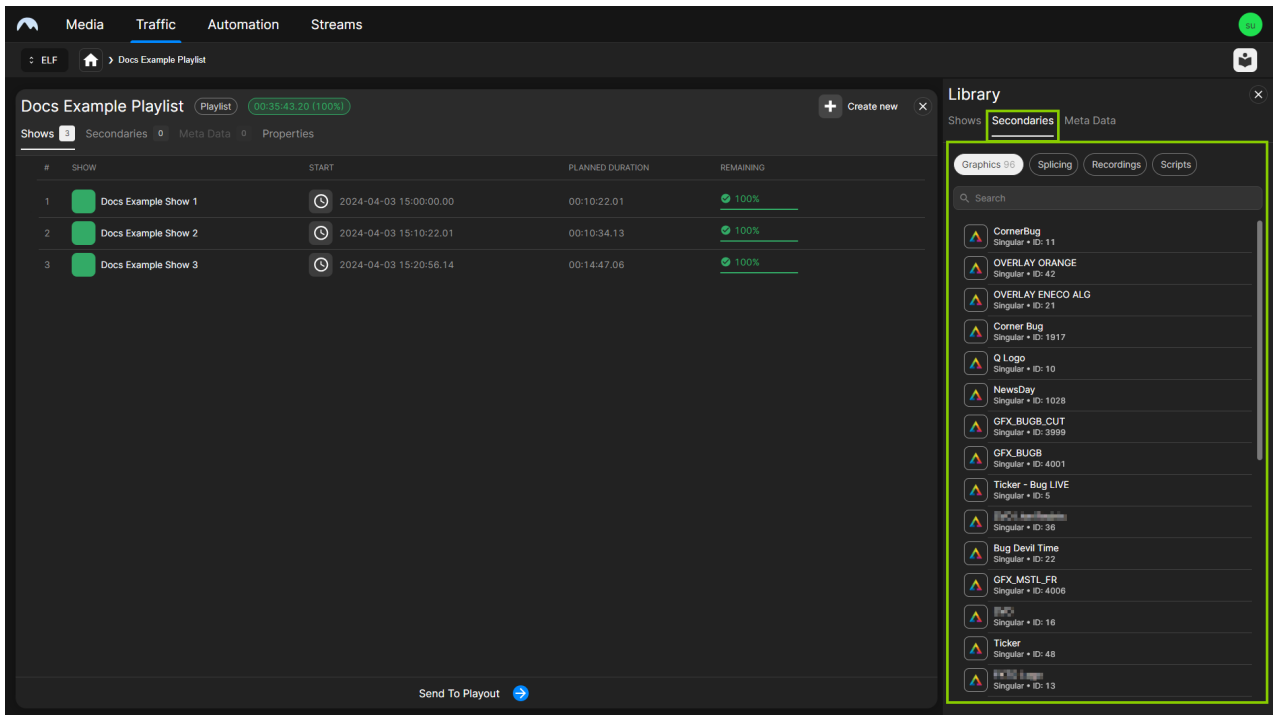 Media Traffic Automation Streams su
ELF > Docs Example Playlist
Docs Example Playlist Playlist 00:35:43.20 (100%) Create new
Shows 3 Secondaries 0 Meta Data 0 Properties
# SHOW START PLANNED DURATION REMAINING
1 Docs Example Show 1 2024-04-03 15:00:00.00 00:10:22.01 100%
2 Docs Example Show 2 2024-04-03 15:10:22.01 00:10:34.13 100%
3 Docs Example Show 3 2024-04-03 15:20:56.14 00:14:47.06 100%
Send To Playout
Library
Shows Secondaries Meta Data
Graphics 96 Splicing Recordings Scripts
Search
CornerBug
Singular • ID: 11
OVERLAY ORANGE
Singular • ID: 42
OVERLAY ENECO ALG
Singular • ID: 21
Corner Bug
Singular • ID: 1917
Q Logo
Singular • ID: 10
NewsDay
Singular • ID: 1028
GFX_BUGB_CUT
Singular • ID: 3999
GFX_BUGB
Singular • ID: 4001
Ticker - Bug LIVE
Singular • ID: 5
Singular • ID: 36
Bug Devil Time
Singular • ID: 22
GFX_MSTL_FR
Singular • ID: 4006
Singular • ID: 16
Ticker
Singular • ID: 48
Singular • ID: 13